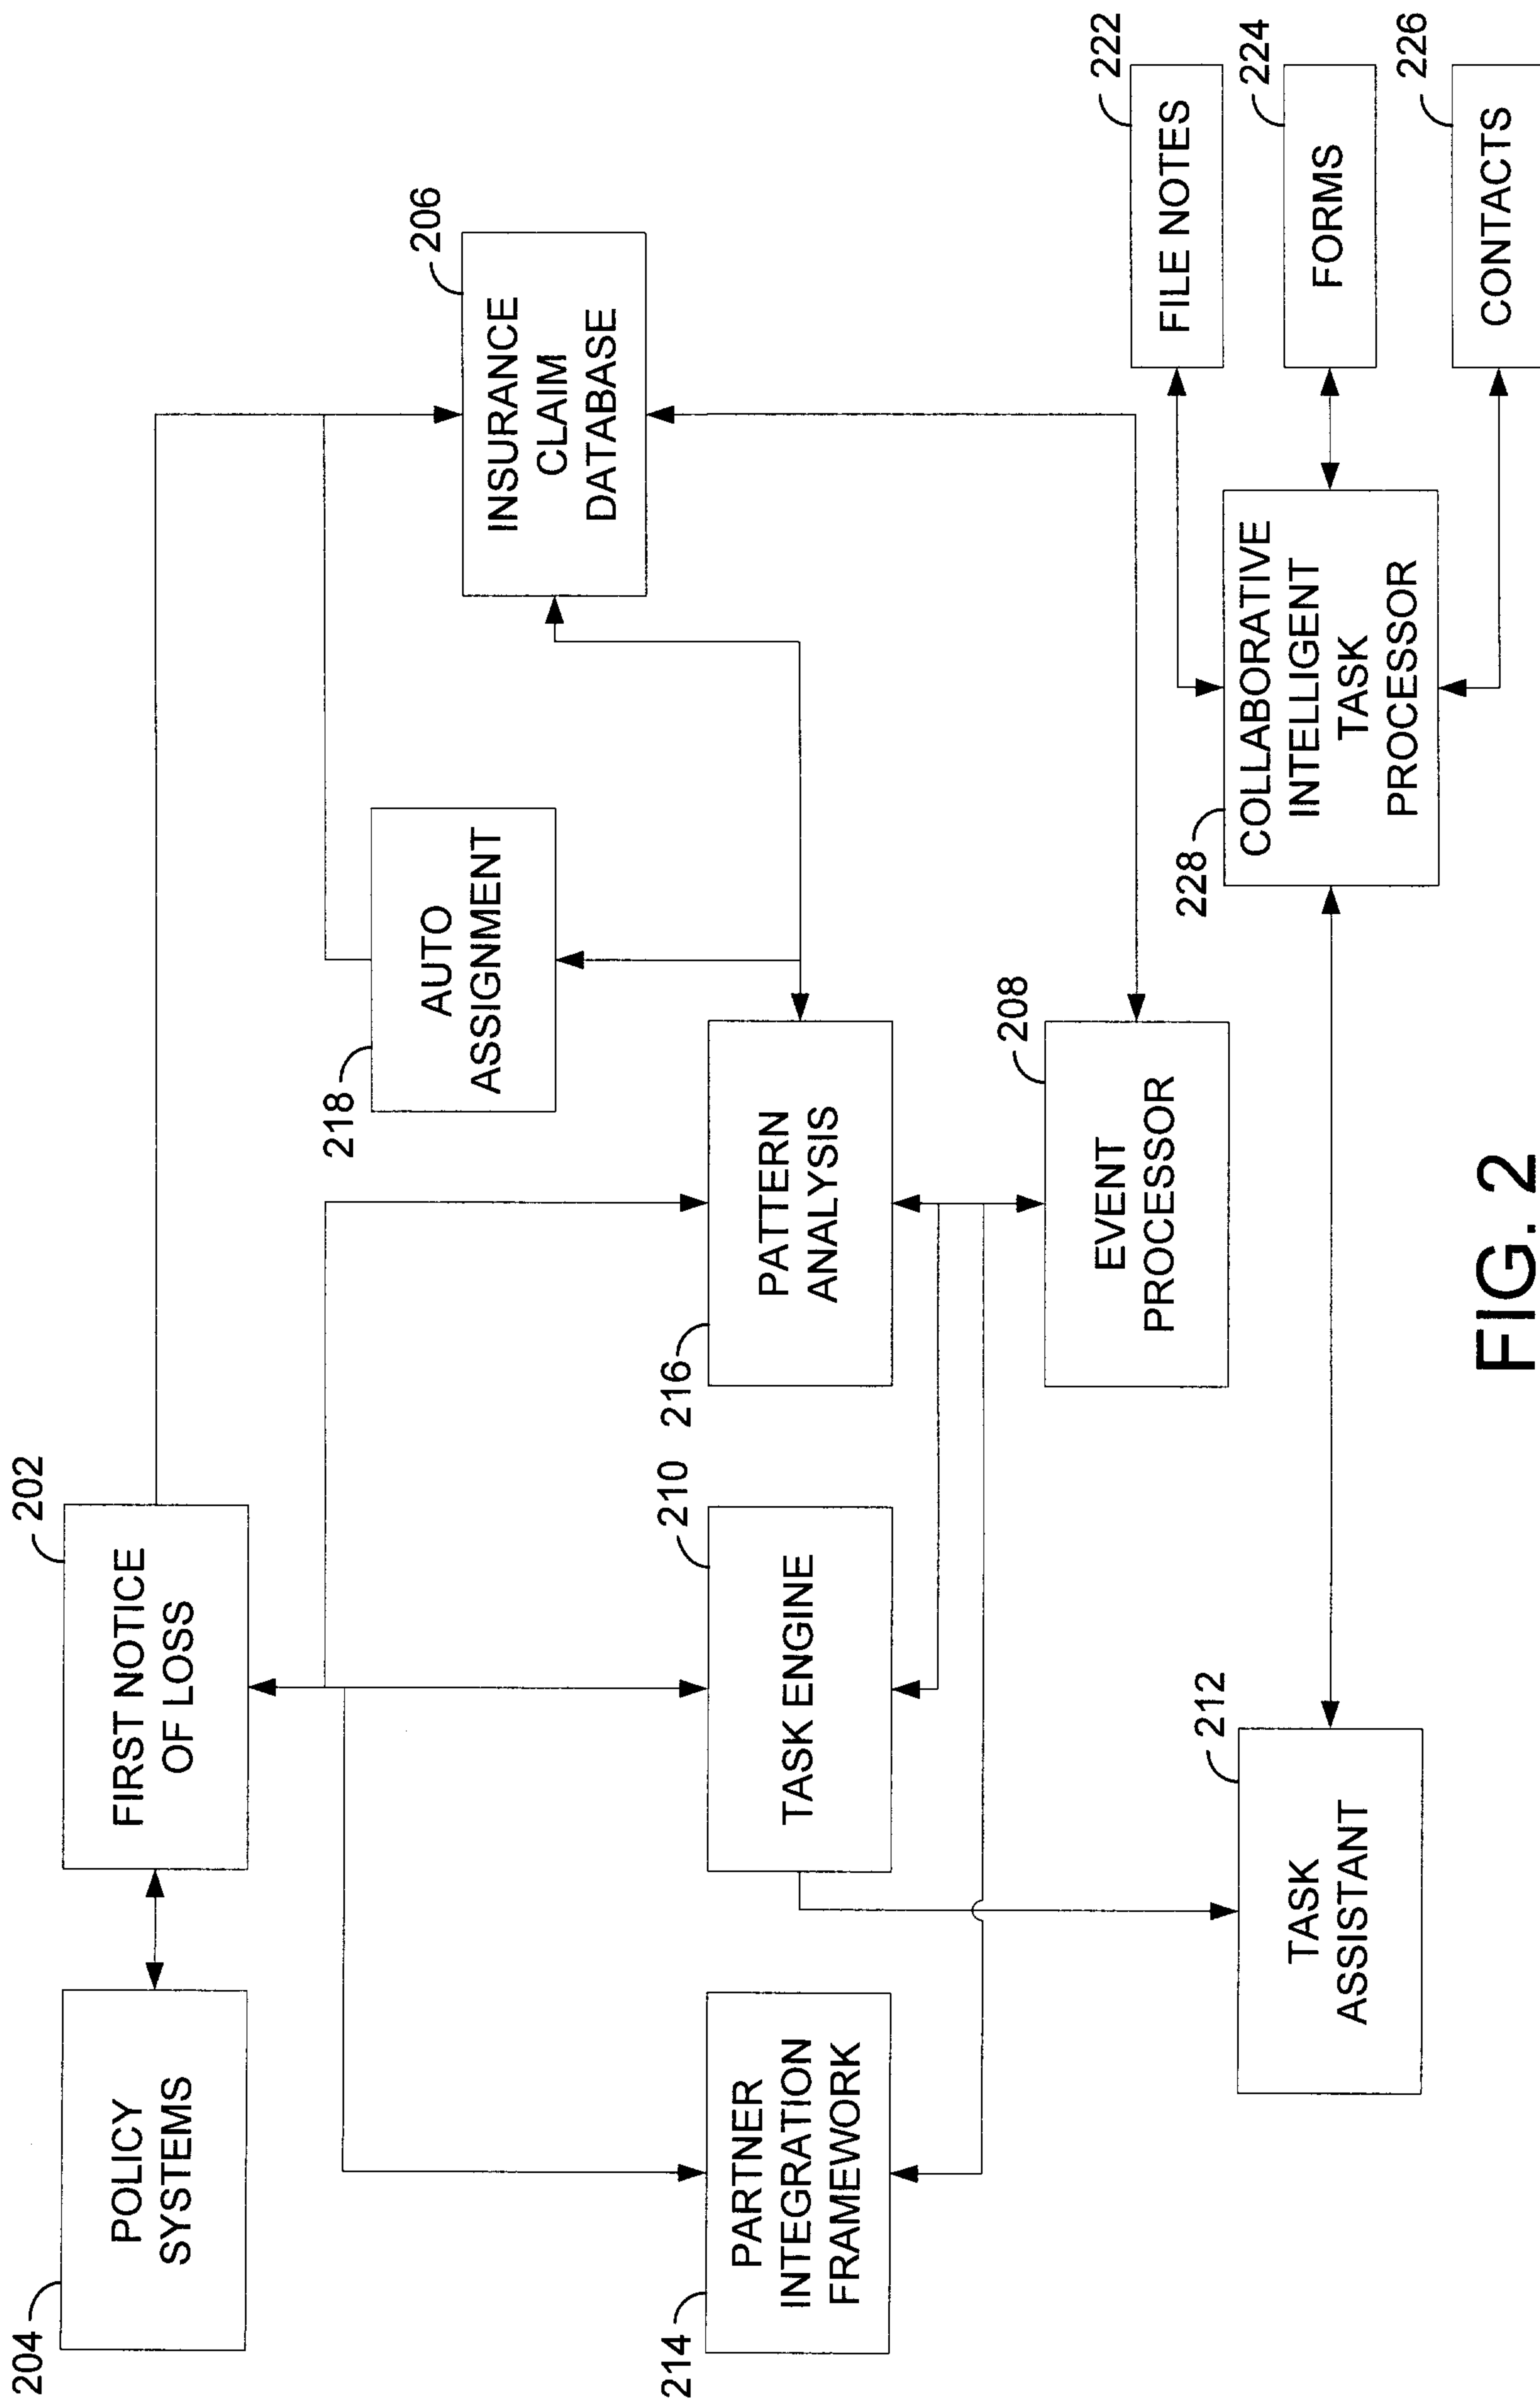 204
POLICY
SYSTEMS
202
FIRST NOTICE
OF LOSS
218
AUTO
ASSIGNMENT
206
INSURANCE
CLAIM
DATABASE
214
PARTNER
INTEGRATION
FRAMEWORK
210
TASK ENGINE
216
PATTERN
ANALYSIS
208
EVENT
PROCESSOR
212
TASK
ASSISTANT
228
COLLABORATIVE
INTELLIGENT
TASK
PROCESSOR
222
FILE NOTES
224
FORMS
226
CONTACTS
FIG. 2